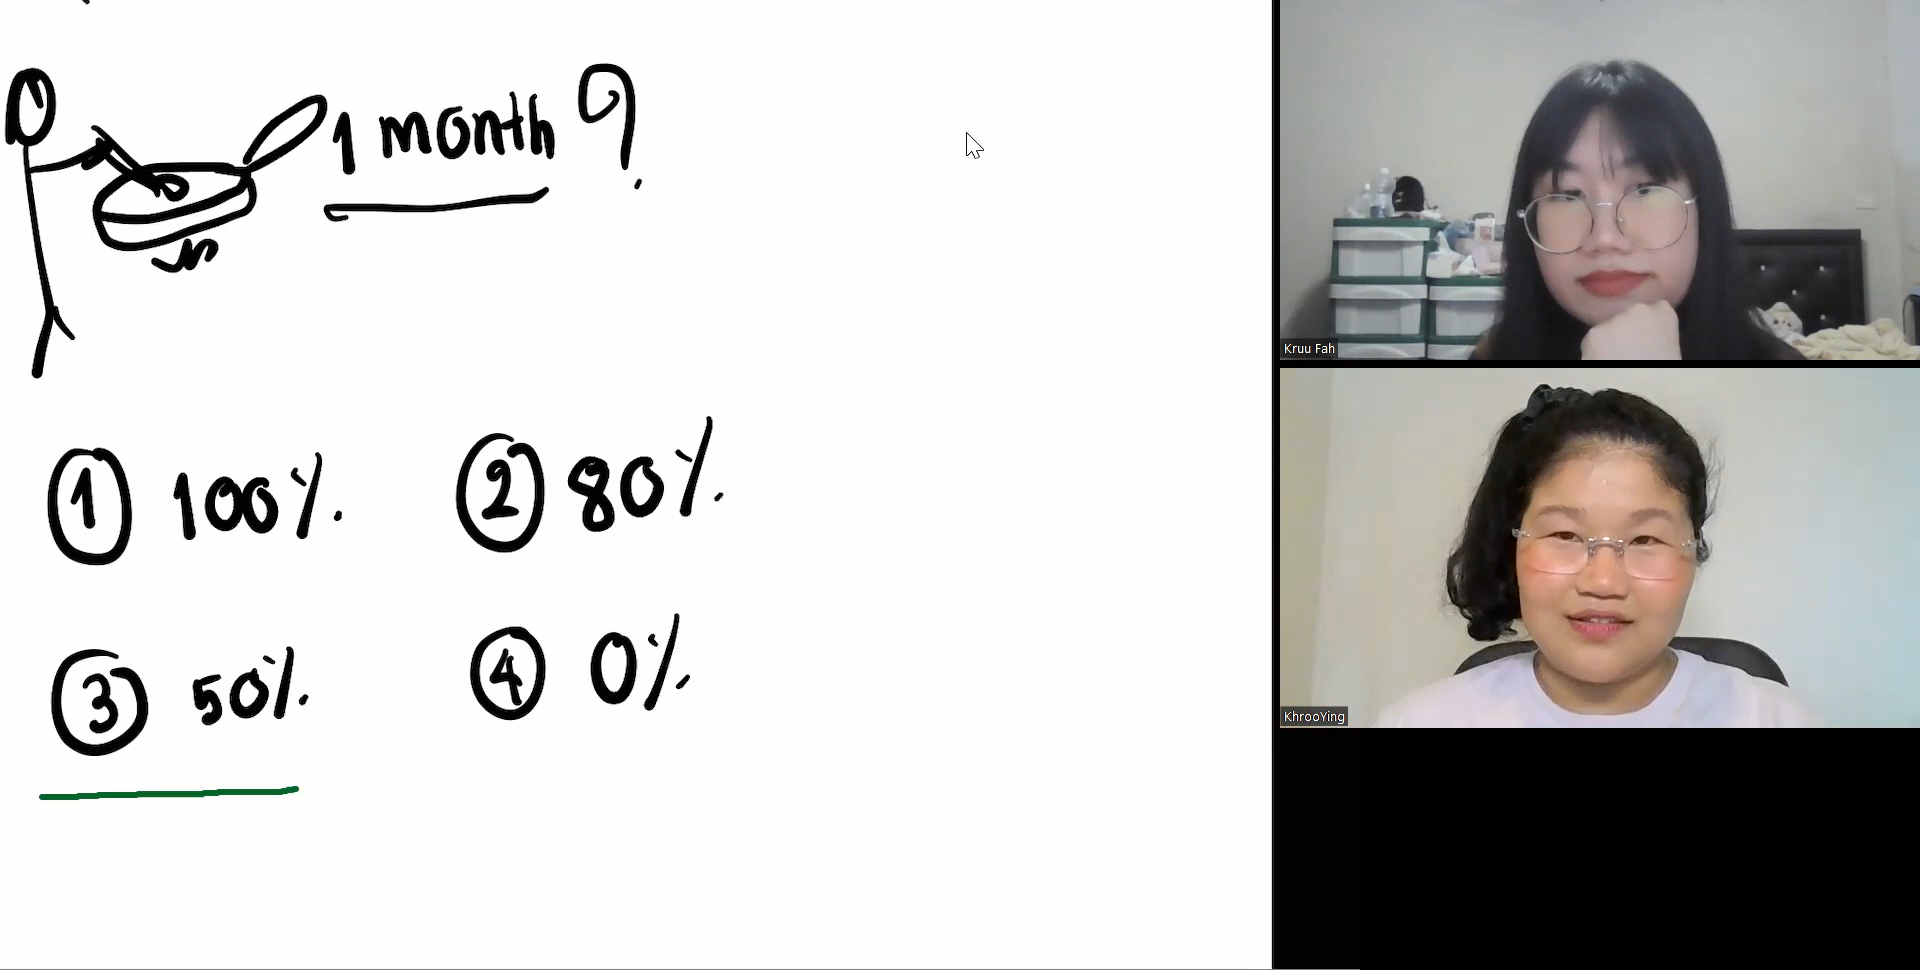 1 month ?
① 100%
② 80%
③ 50%
④ 0%
Kruu Fah
KhrooYing